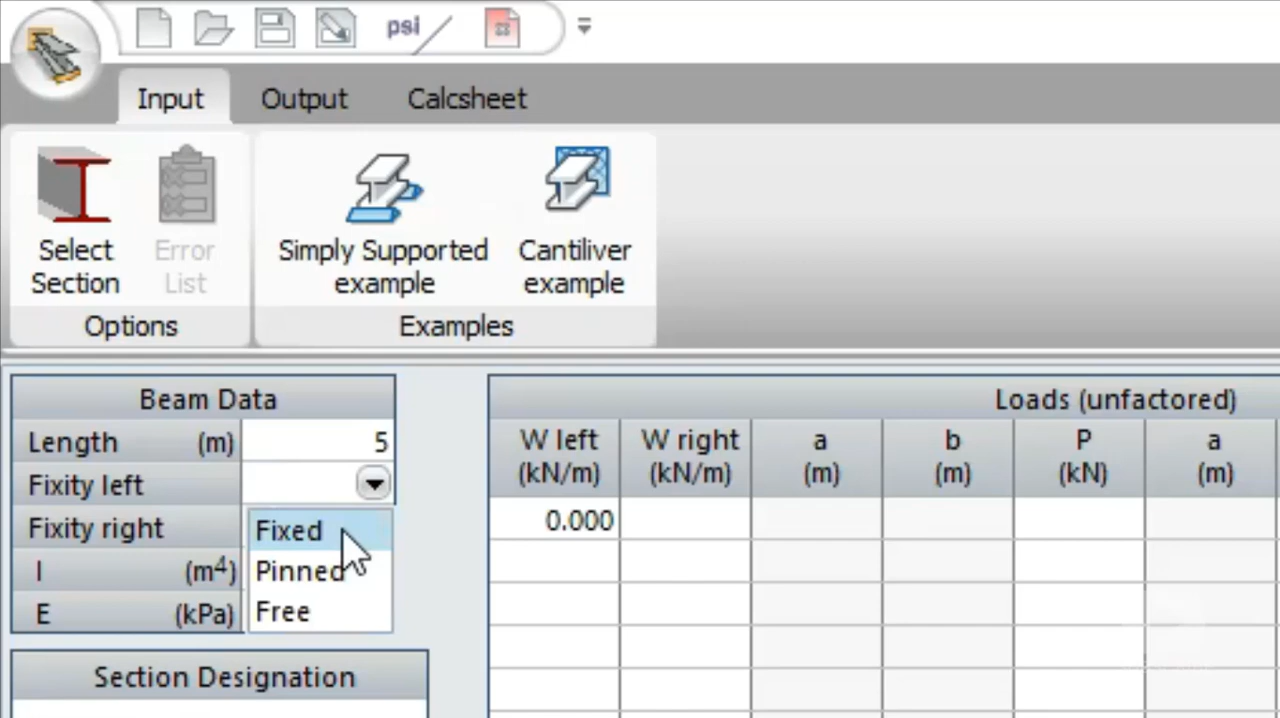 psi
Input Output Calcsheet
Select Section
Error List
Simply Supported example
Cantiliver example
Options
Examples
Beam Data
Length (m) 5
Fixity left
Fixity right
I (m4)
E (kPa)
Fixed
Pinned
Free
Section Designation
Loads (unfactored)
W left (kN/m)
W right (kN/m)
a (m)
b (m)
P (kN)
a (m)
0.000